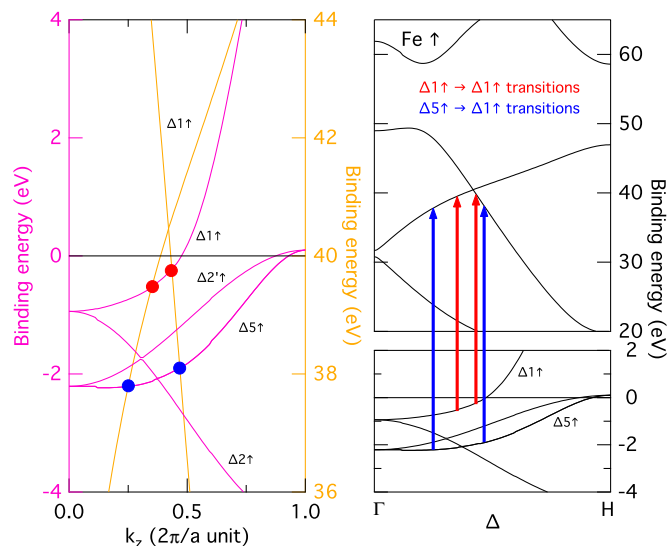 4
2
0
-2
-4
Binding energy (eV)
0.0
0.5
1.0
k_z (2π/a unit)
44
42
40
38
36
Binding energy (eV)
Δ1↑
Δ1↑
Δ2'↑
Δ5↑
Δ2↑
Fe ↑
Δ1↑ → Δ1↑ transitions
Δ5↑ → Δ1↑ transitions
60
50
40
30
20
2
0
-2
-4
Binding energy (eV)
Δ1↑
Δ5↑
Γ
Δ
H